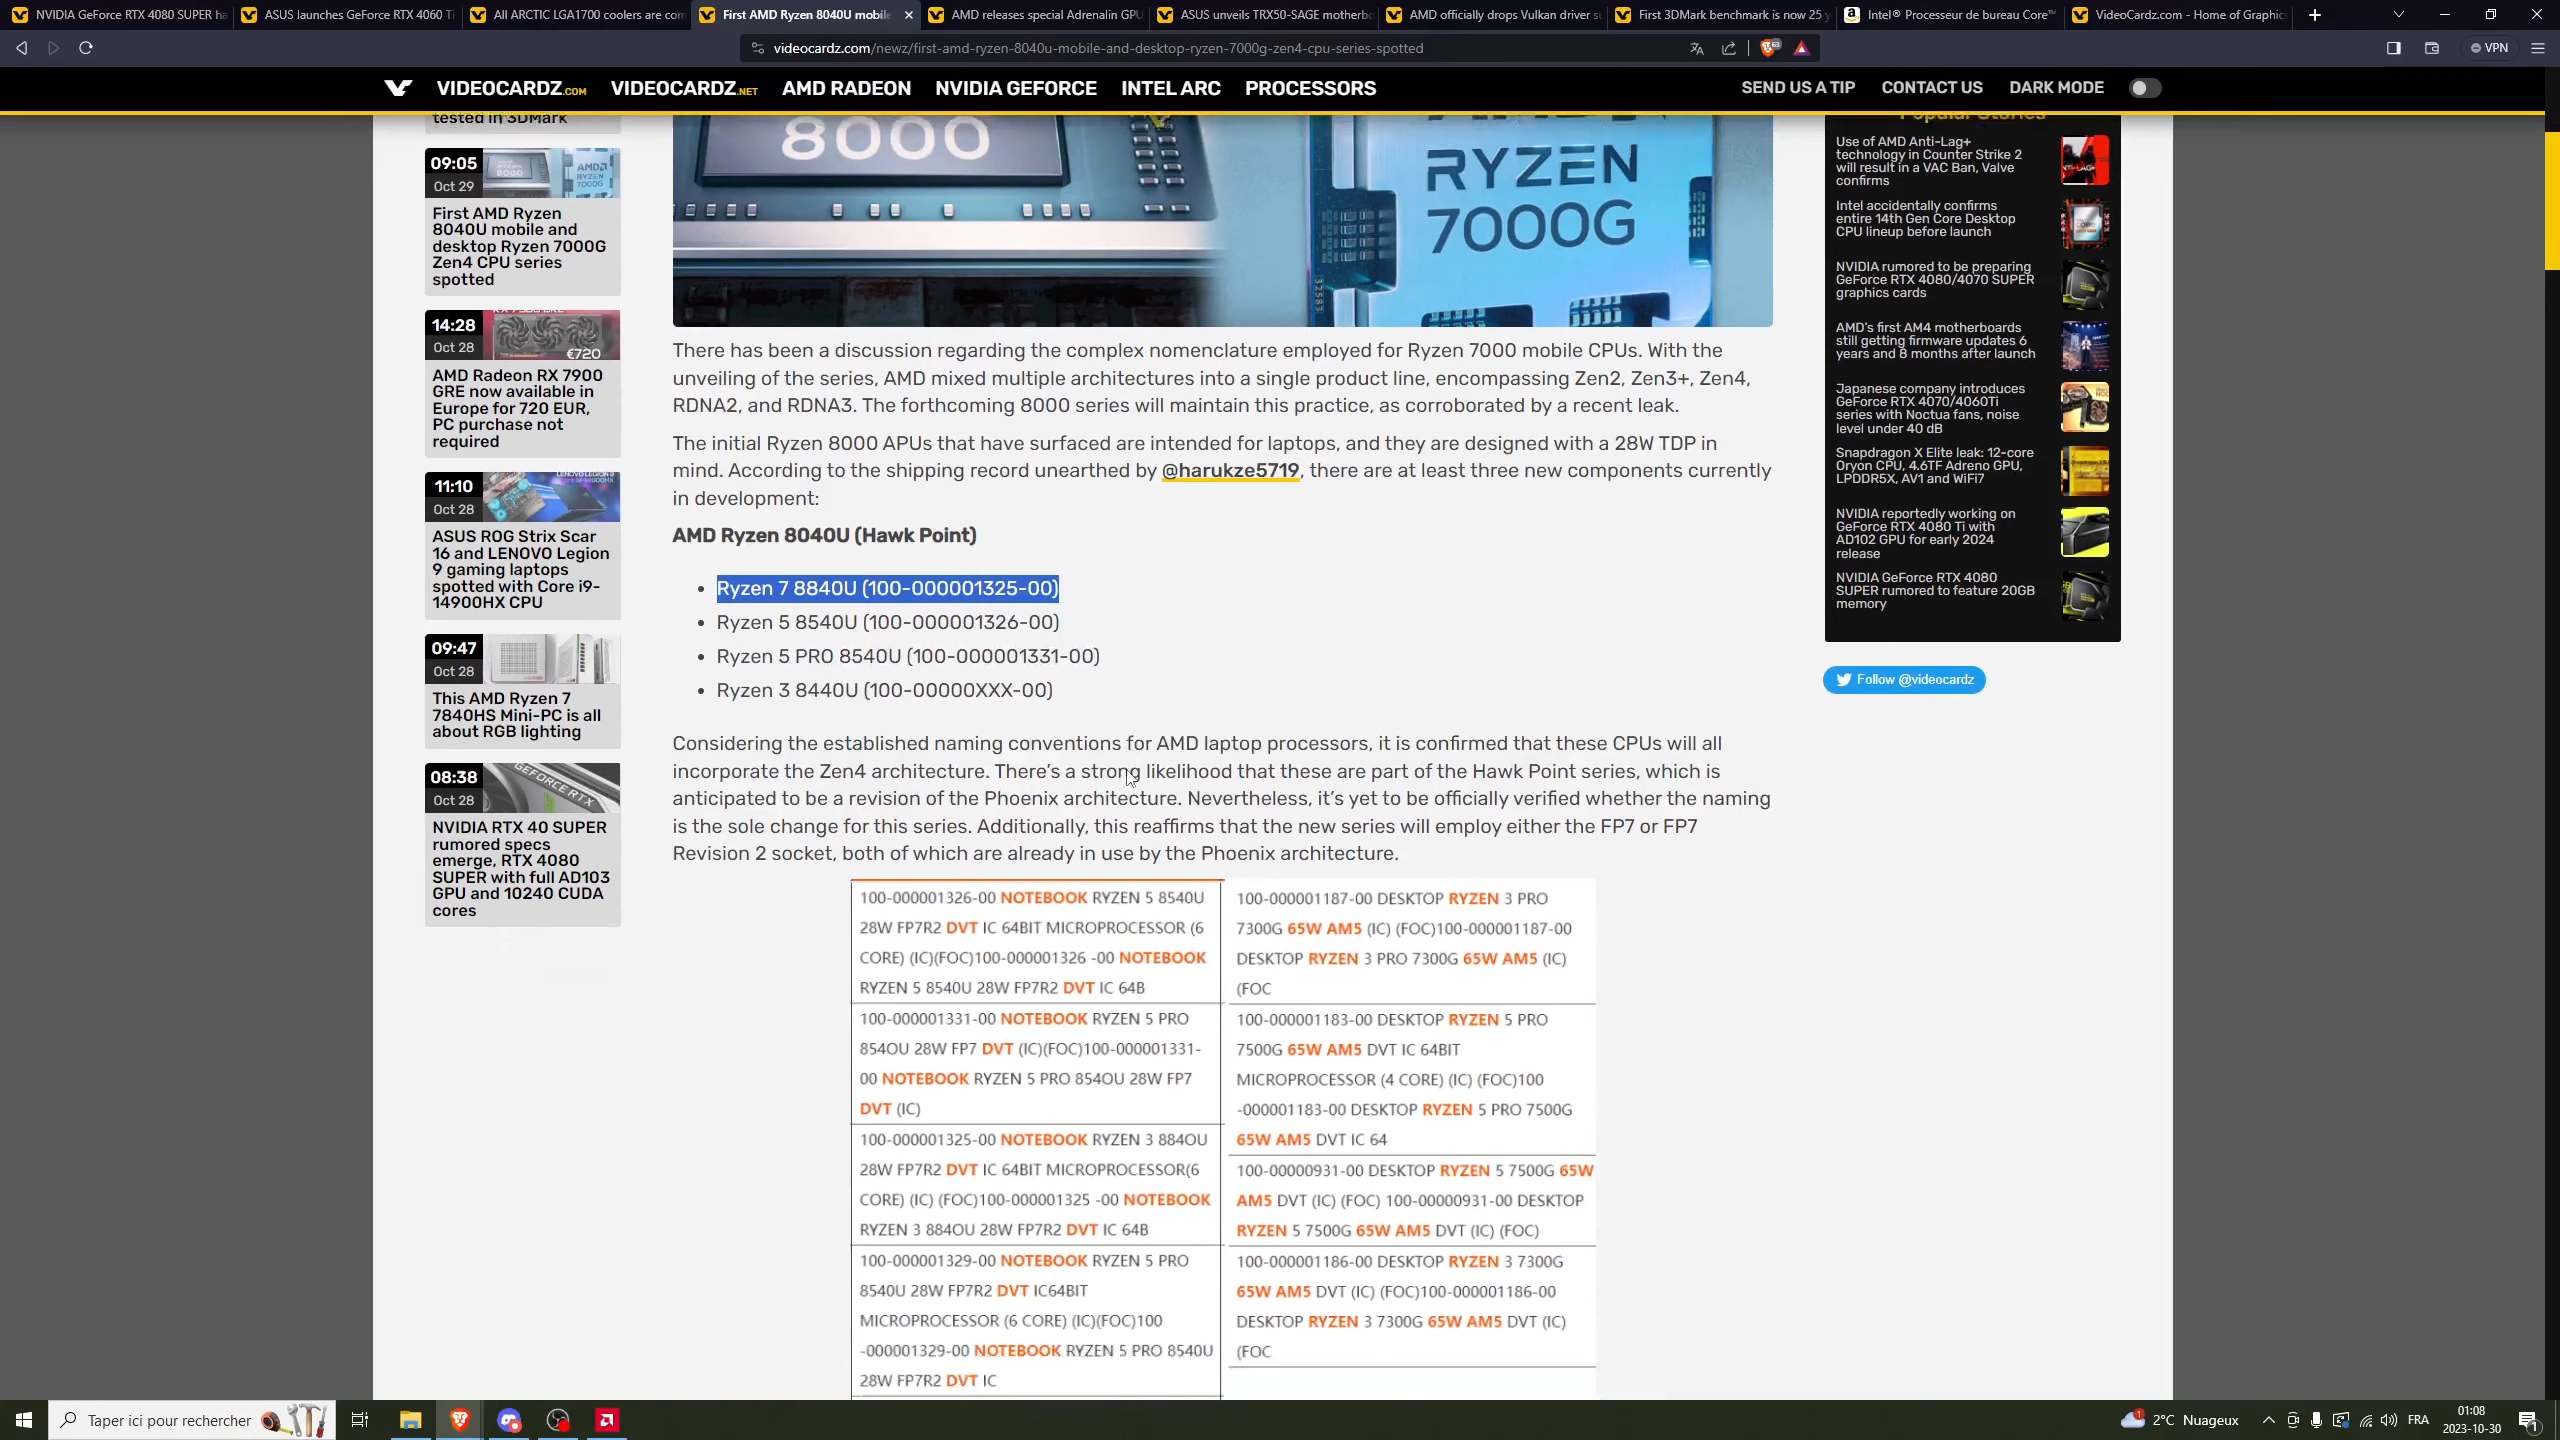 NVIDIA GeForce RTX 4080 SUPER ha
ASUS launches GeForce RTX 4060 Ti
All ARCTIC LGA1700 coolers are com
First AMD Ryzen 8040U mobile
AMD releases special Adrenalin GPU
ASUS unveils TRX50-SAGE motherbo
AMD officially drops Vulkan driver su
First 3DMark benchmark is now 25 y
Intel® Processeur de bureau Core™
VideoCardz.com - Home of Graphic
videocardz.com/newz/first-amd-ryzen-8040u-mobile-and-desktop-ryzen-7000g-zen4-cpu-series-spotted
63
VPN
VIDEOCARDZ.COM
VIDEOCARDZ.NET
AMD RADEON
NVIDIA GEFORCE
INTEL ARC
PROCESSORS
SEND US A TIP
CONTACT US
DARK MODE
tested in 3DMark
09:05
Oct 29
First AMD Ryzen
8040U mobile and
desktop Ryzen 7000G
Zen4 CPU series
spotted
14:28
Oct 28
€720
AMD Radeon RX 7900
GRE now available in
Europe for 720 EUR,
PC purchase not
required
11:10
Oct 28
ASUS ROG Strix Scar
16 and LENOVO Legion
9 gaming laptops
spotted with Core i9-
14900HX CPU
09:47
Oct 28
This AMD Ryzen 7
7840HS Mini-PC is all
about RGB lighting
08:38
Oct 28
GEFORCE RTX
NVIDIA RTX 40 SUPER
rumored specs
emerge, RTX 4080
SUPER with full AD103
GPU and 10240 CUDA
cores
8000
RYZEN
7000G
There has been a discussion regarding the complex nomenclature employed for Ryzen 7000 mobile CPUs. With the
unveiling of the series, AMD mixed multiple architectures into a single product line, encompassing Zen2, Zen3+, Zen4,
RDNA2, and RDNA3. The forthcoming 8000 series will maintain this practice, as corroborated by a recent leak.
The initial Ryzen 8000 APUs that have surfaced are intended for laptops, and they are designed with a 28W TDP in
mind. According to the shipping record unearthed by @harukze5719, there are at least three new components currently
in development:
AMD Ryzen 8040U (Hawk Point)
• Ryzen 7 8840U (100-000001325-00)
• Ryzen 5 8540U (100-000001326-00)
• Ryzen 5 PRO 8540U (100-000001331-00)
• Ryzen 3 8440U (100-00000XXX-00)
Considering the established naming conventions for AMD laptop processors, it is confirmed that these CPUs will all
incorporate the Zen4 architecture. There's a strong likelihood that these are part of the Hawk Point series, which is
anticipated to be a revision of the Phoenix architecture. Nevertheless, it's yet to be officially verified whether the naming
is the sole change for this series. Additionally, this reaffirms that the new series will employ either the FP7 or FP7
Revision 2 socket, both of which are already in use by the Phoenix architecture.
100-000001326-00 NOTEBOOK RYZEN 5 8540U
28W FP7R2 DVT IC 64BIT MICROPROCESSOR (6
CORE) (IC)(FOC)100-000001326 -00 NOTEBOOK
RYZEN 5 8540U 28W FP7R2 DVT IC 64B
100-000001331-00 NOTEBOOK RYZEN 5 PRO
854OU 28W FP7 DVT (IC)(FOC)100-000001331-
00 NOTEBOOK RYZEN 5 PRO 854OU 28W FP7
DVT (IC)
100-000001325-00 NOTEBOOK RYZEN 3 884OU
28W FP7R2 DVT IC 64BIT MICROPROCESSOR(6
CORE) (IC) (FOC)100-000001325 -00 NOTEBOOK
RYZEN 3 884OU 28W FP7R2 DVT IC 64B
100-000001329-00 NOTEBOOK RYZEN 5 PRO
8540U 28W FP7R2 DVT IC64BIT
MICROPROCESSOR (6 CORE) (IC)(FOC)100
-000001329-00 NOTEBOOK RYZEN 5 PRO 8540U
28W FP7R2 DVT IC
100-000001187-00 DESKTOP RYZEN 3 PRO
7300G 65W AM5 (IC) (FOC)100-000001187-00
DESKTOP RYZEN 3 PRO 7300G 65W AM5 (IC)
(FOC
100-000001183-00 DESKTOP RYZEN 5 PRO
7500G 65W AM5 DVT IC 64BIT
MICROPROCESSOR (4 CORE) (IC) (FOC)100
-000001183-00 DESKTOP RYZEN 5 PRO 7500G
65W AM5 DVT IC 64
100-00000931-00 DESKTOP RYZEN 5 7500G 65W
AM5 DVT (IC) (FOC) 100-00000931-00 DESKTOP
RYZEN 5 7500G 65W AM5 DVT (IC) (FOC)
100-000001186-00 DESKTOP RYZEN 3 7300G
65W AM5 DVT (IC) (FOC)100-000001186-00
DESKTOP RYZEN 3 7300G 65W AM5 DVT (IC)
(FOC
Popular Stories
Use of AMD Anti-Lag+
technology in Counter Strike 2
will result in a VAC Ban, Valve
confirms
Intel accidentally confirms
entire 14th Gen Core Desktop
CPU lineup before launch
NVIDIA rumored to be preparing
GeForce RTX 4080/4070 SUPER
graphics cards
AMD's first AM4 motherboards
still getting firmware updates 6
years and 8 months after launch
Japanese company introduces
GeForce RTX 4070/4060Ti
series with Noctua fans, noise
level under 40 dB
Snapdragon X Elite leak: 12-core
Oryon CPU, 4.6TF Adreno GPU,
LPDDR5X, AV1 and WiFi7
NVIDIA reportedly working on
GeForce RTX 4080 Ti with
AD102 GPU for early 2024
release
NVIDIA GeForce RTX 4080
SUPER rumored to feature 20GB
memory
Follow @videocardz
Taper ici pour rechercher
2°C Nuageux
FRA
01:08
2023-10-30